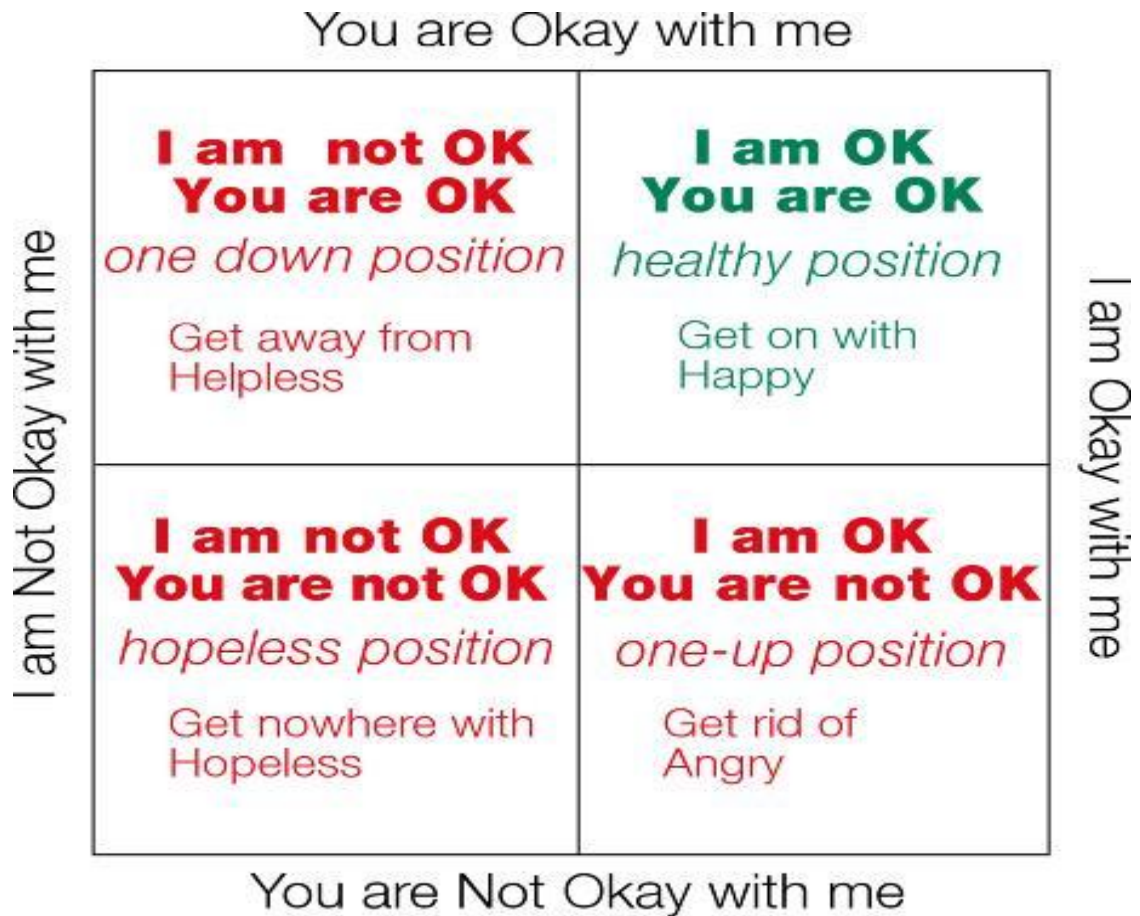 You are Okay with me
I am not OK
You are OK
one down position
Get away from
Helpless
I am OK
You are OK
healthy position
Get on with
Happy
I am Not Okay with me
I am Okay with me
I am not OK
You are not OK
hopeless position
Get nowhere with
Hopeless
I am OK
You are not OK
one-up position
Get rid of
Angry
You are Not Okay with me